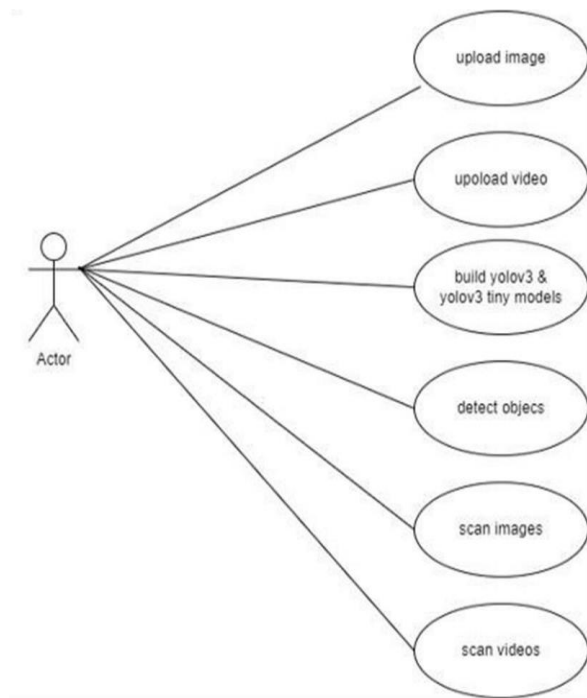 upload image
upoload video
build yolov3 &
yolov3 tiny models
Actor
detect objecs
scan images
scan videos